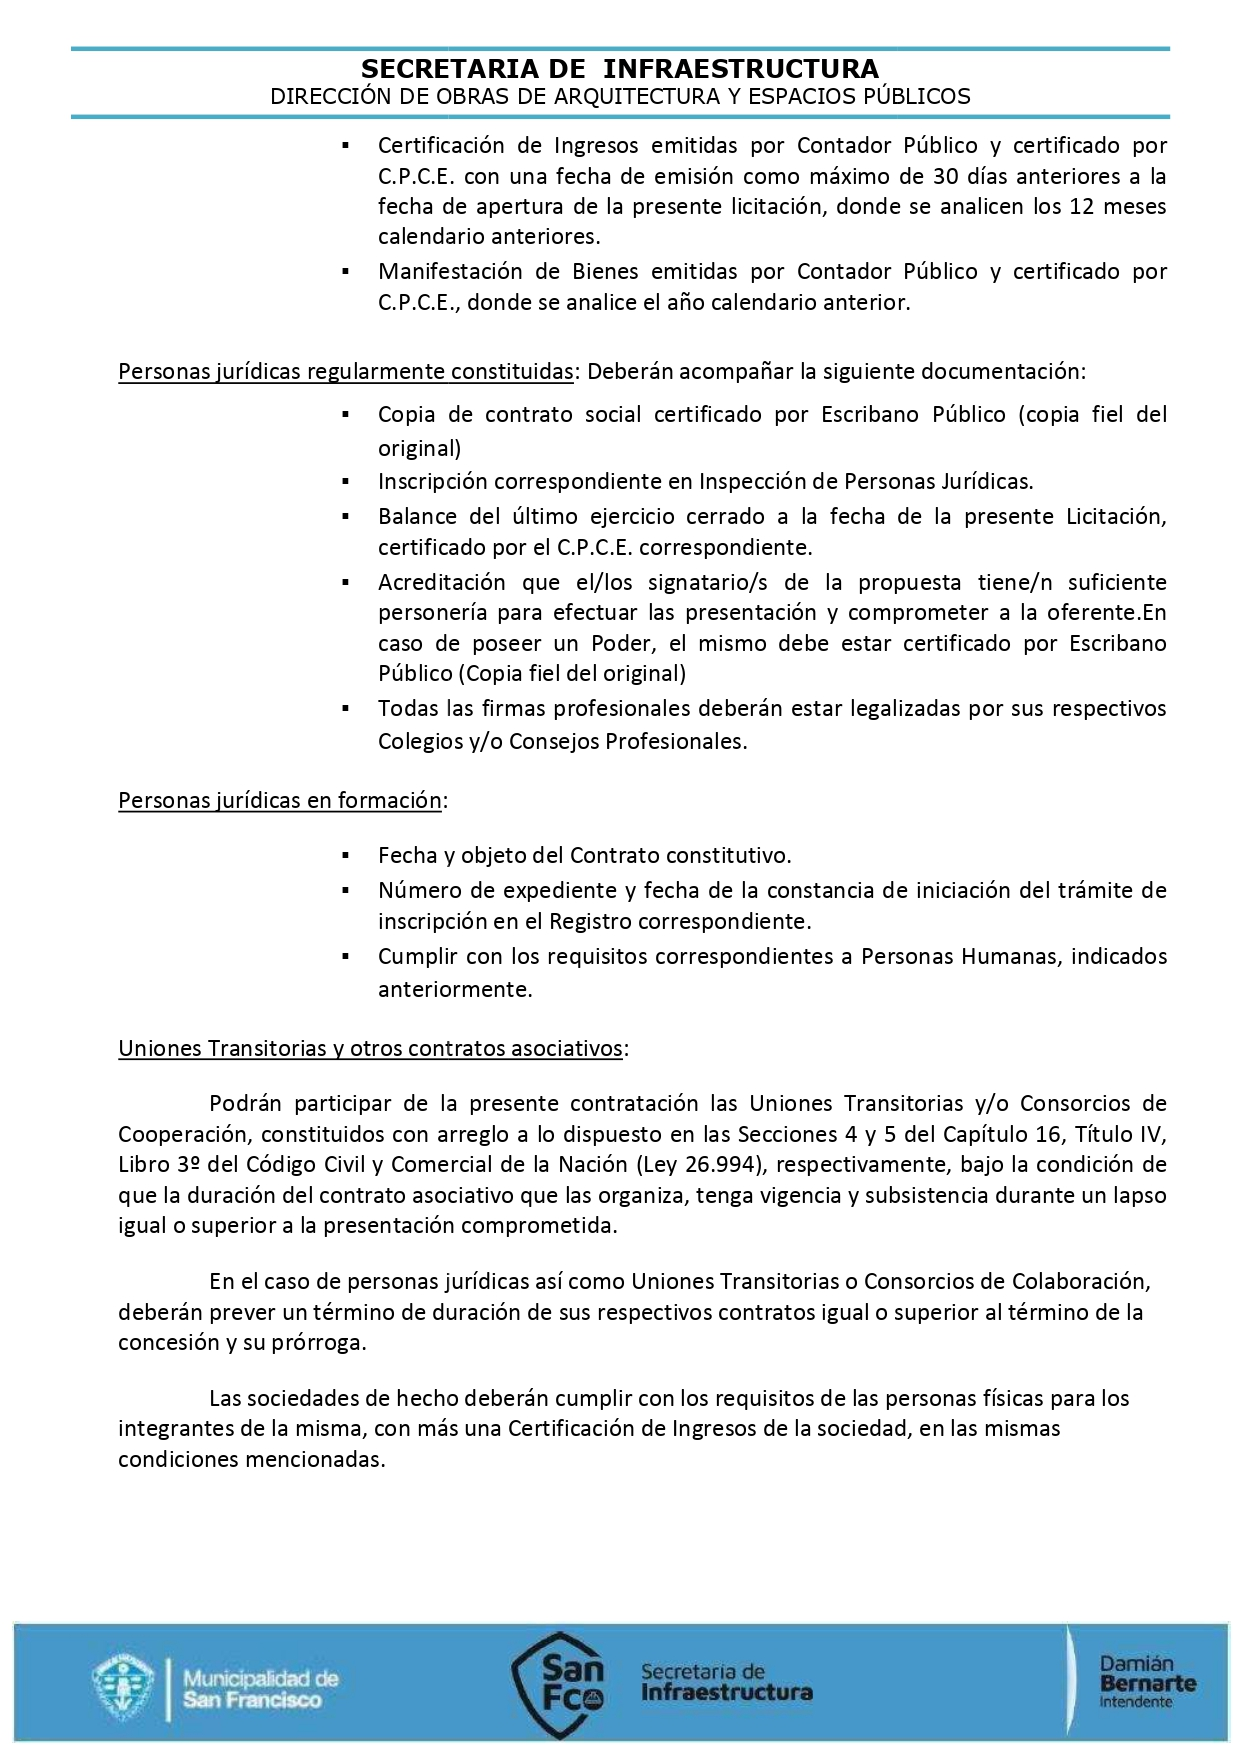 SECRETARIA DE INFRAESTRUCTURA
DIRECCIÓN DE OBRAS DE ARQUITECTURA Y ESPACIOS PÚBLICOS
▪ Certificación de Ingresos emitidas por Contador Público y certificado por
C.P.C.E. con una fecha de emisión como máximo de 30 días anteriores a la
fecha de apertura de la presente licitación, donde se analicen los 12 meses
calendario anteriores.
▪ Manifestación de Bienes emitidas por Contador Público y certificado por
C.P.C.E., donde se analice el año calendario anterior.
Personas jurídicas regularmente constituidas: Deberán acompañar la siguiente documentación:
▪ Copia de contrato social certificado por Escribano Público (copia fiel del
original)
▪ Inscripción correspondiente en Inspección de Personas Jurídicas.
▪ Balance del último ejercicio cerrado a la fecha de la presente Licitación,
certificado por el C.P.C.E. correspondiente.
▪ Acreditación que el/los signatario/s de la propuesta tiene/n suficiente
personería para efectuar las presentación y comprometer a la oferente.En
caso de poseer un Poder, el mismo debe estar certificado por Escribano
Público (Copia fiel del original)
▪ Todas las firmas profesionales deberán estar legalizadas por sus respectivos
Colegios y/o Consejos Profesionales.
Personas jurídicas en formación:
▪ Fecha y objeto del Contrato constitutivo.
▪ Número de expediente y fecha de la constancia de iniciación del trámite de
inscripción en el Registro correspondiente.
▪ Cumplir con los requisitos correspondientes a Personas Humanas, indicados
anteriormente.
Uniones Transitorias y otros contratos asociativos:
Podrán participar de la presente contratación las Uniones Transitorias y/o Consorcios de
Cooperación, constituidos con arreglo a lo dispuesto en las Secciones 4 y 5 del Capítulo 16, Título IV,
Libro 3º del Código Civil y Comercial de la Nación (Ley 26.994), respectivamente, bajo la condición de
que la duración del contrato asociativo que las organiza, tenga vigencia y subsistencia durante un lapso
igual o superior a la presentación comprometida.
En el caso de personas jurídicas así como Uniones Transitorias o Consorcios de Colaboración,
deberán prever un término de duración de sus respectivos contratos igual o superior al término de la
concesión y su prórroga.
Las sociedades de hecho deberán cumplir con los requisitos de las personas físicas para los
integrantes de la misma, con más una Certificación de Ingresos de la sociedad, en las mismas
condiciones mencionadas.
Municipalidad de
San Francisco
San
Fco
Secretaría de
Infraestructura
Damián
Bernarte
Intendente